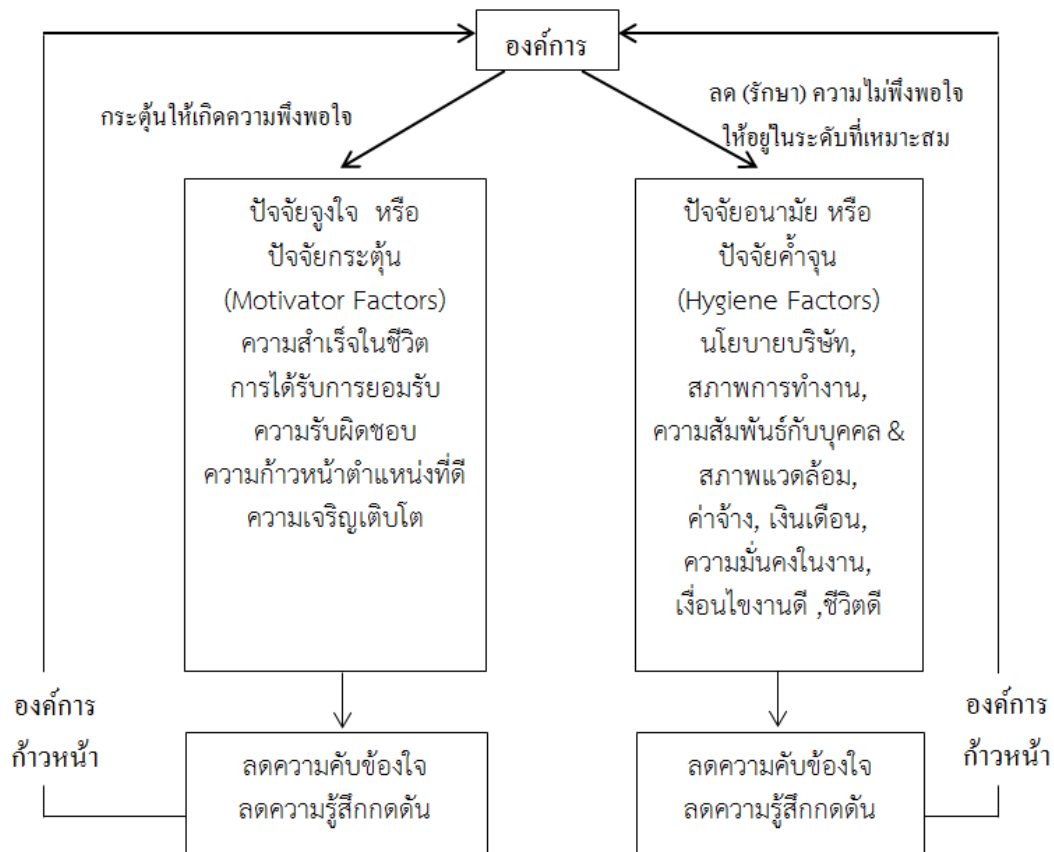 องค์การ
กระตุ้นให้เกิดความพึงพอใจ
ลด (รักษา) ความไม่พึงพอใจ
ให้อยู่ในระดับที่เหมาะสม
ปัจจัยจูงใจ หรือ
ปัจจัยกระตุ้น
(Motivator Factors)
ความสำเร็จในชีวิต
การได้รับการยอมรับ
ความรับผิดชอบ
ความก้าวหน้าตำแหน่งที่ดี
ความเจริญเติบโต
ปัจจัยอนามัย หรือ
ปัจจัยค้ำจุน
(Hygiene Factors)
นโยบายบริษัท,
สภาพการทำงาน,
ความสัมพันธ์กับบุคคล &
สภาพแวดล้อม,
ค่าจ้าง, เงินเดือน,
ความมั่นคงในงาน,
เงื่อนไขงานดี ,ชีวิตดี
องค์การ
ก้าวหน้า
ลดความคับข้องใจ
ลดความรู้สึกกดดัน
ลดความคับข้องใจ
ลดความรู้สึกกดดัน
องค์การ
ก้าวหน้า